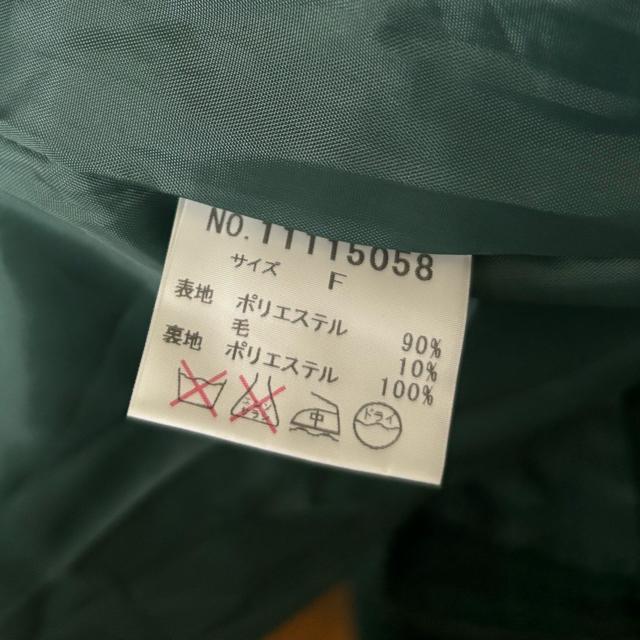 NO.11115058
サイズ F
表地 ポリエステル 90%
毛 10%
裏地 ポリエステル 100%
中 ドライ